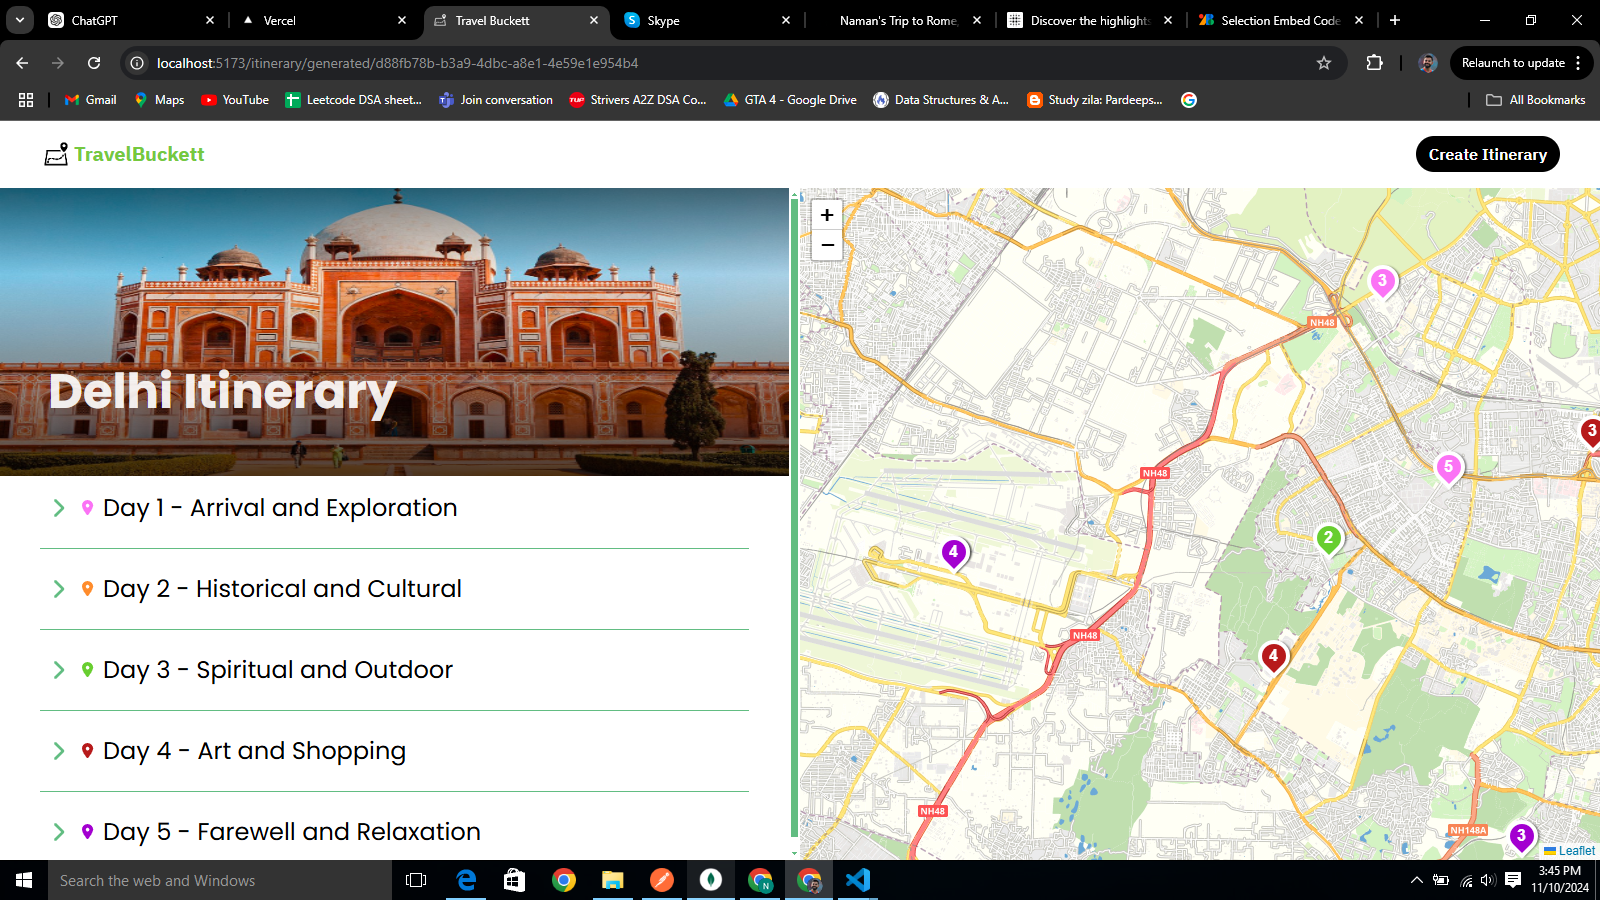 ChatGPT
Vercel
Travel Buckett
Skype
Naman's Trip to Rome,
Discover the highlights
Selection Embed Code
localhost:5173/itinerary/generated/d88fb78b-b3a9-4dbc-a8e1-4e59e1e954b4
Relaunch to update
Gmail
Maps
YouTube
Leetcode DSA sheet...
Join conversation
Strivers A2Z DSA Co...
GTA 4 - Google Drive
Data Structures & A...
Study zila: Pardeeps...
All Bookmarks
TravelBuckett
Create Itinerary
Delhi Itinerary
Day 1 - Arrival and Exploration
Day 2 - Historical and Cultural
Day 3 - Spiritual and Outdoor
Day 4 - Art and Shopping
Day 5 - Farewell and Relaxation
+
−
3
NH48
3
NH48
5
2
4
NH48
4
NH48
NH148A
3
Leaflet
Search the web and Windows
3:45 PM
11/10/2024